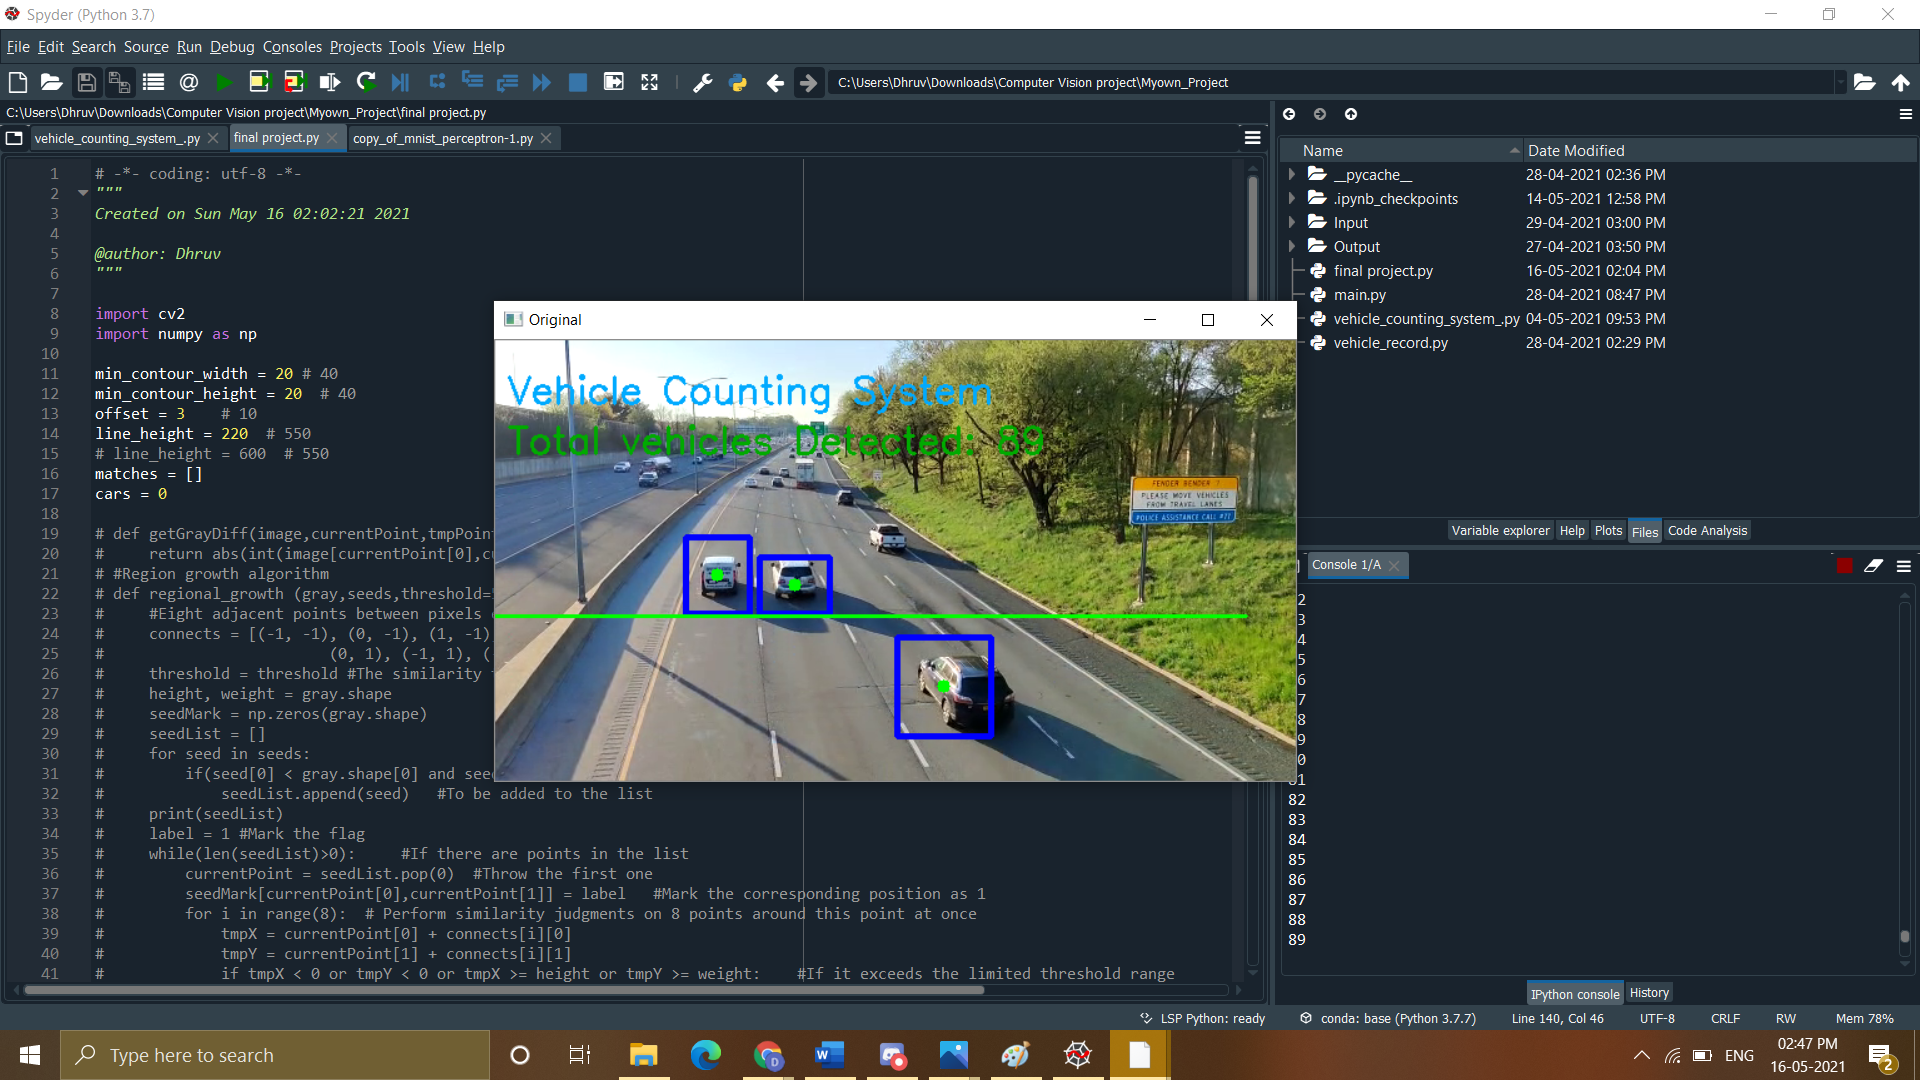 Spyder (Python 3.7)
File Edit Search Source Run Debug Consoles Projects Tools View Help
C:\Users\Dhruv\Downloads\Computer Vision project\Myown_Project
C:\Users\Dhruv\Downloads\Computer Vision project\Myown_Project\final project.py
vehicle_counting_system_.py final project.py copy_of_mnist_perceptron-1.py
1 # -*- coding: utf-8 -*-
2 """
3 Created on Sun May 16 02:02:21 2021
4
5 @author: Dhruv
6 """
7
8 import cv2
9 import numpy as np
10
11 min_contour_width = 20 # 40
12 min_contour_height = 20 # 40
13 offset = 3 # 10
14 line_height = 220 # 550
15 # line_height = 600 # 550
16 matches = []
17 cars = 0
18
19 # def getGrayDiff(image,currentPoint,tmpPoint
20 # return abs(int(image[currentPoint[0],cu
21 # #Region growth algorithm
22 # def regional_growth (gray,seeds,threshold=
23 # #Eight adjacent points between pixels
24 # connects = [(-1, -1), (0, -1), (1, -1)
25 # (0, 1), (-1, 1), (
26 # threshold = threshold #The similarity
27 # height, weight = gray.shape
28 # seedMark = np.zeros(gray.shape)
29 # seedList = []
30 # for seed in seeds:
31 # if(seed[0] < gray.shape[0] and see
32 # seedList.append(seed) #To be added to the list
33 # print(seedList)
34 # label = 1 #Mark the flag
35 # while(len(seedList)>0): #If there are points in the list
36 # currentPoint = seedList.pop(0) #Throw the first one
37 # seedMark[currentPoint[0],currentPoint[1]] = label #Mark the corresponding position as 1
38 # for i in range(8): # Perform similarity judgments on 8 points around this point at once
39 # tmpX = currentPoint[0] + connects[i][0]
40 # tmpY = currentPoint[1] + connects[i][1]
41 # if tmpX < 0 or tmpY < 0 or tmpX >= height or tmpY >= weight: #If it exceeds the limited threshold range
Original
Vehicle Counting System
Total vehicles Detected: 89
FENDER BENDER ?
PLEASE MOVE VEHICLES
FROM TRAVEL LANES
POLICE ASSISTANCE CALL #77
Name Date Modified
__pycache__ 28-04-2021 02:36 PM
.ipynb_checkpoints 14-05-2021 12:58 PM
Input 29-04-2021 03:00 PM
Output 27-04-2021 03:50 PM
final project.py 16-05-2021 02:04 PM
main.py 28-04-2021 08:47 PM
vehicle_counting_system_.py 04-05-2021 09:53 PM
vehicle_record.py 28-04-2021 02:29 PM
Variable explorer Help Plots Files Code Analysis
Console 1/A
2
3
4
5
6
7
8
9
0
81
82
83
84
85
86
87
88
89
IPython console History
LSP Python: ready conda: base (Python 3.7.7) Line 140, Col 46 UTF-8 CRLF RW Mem 78%
Type here to search
ENG
02:47 PM
16-05-2021
2